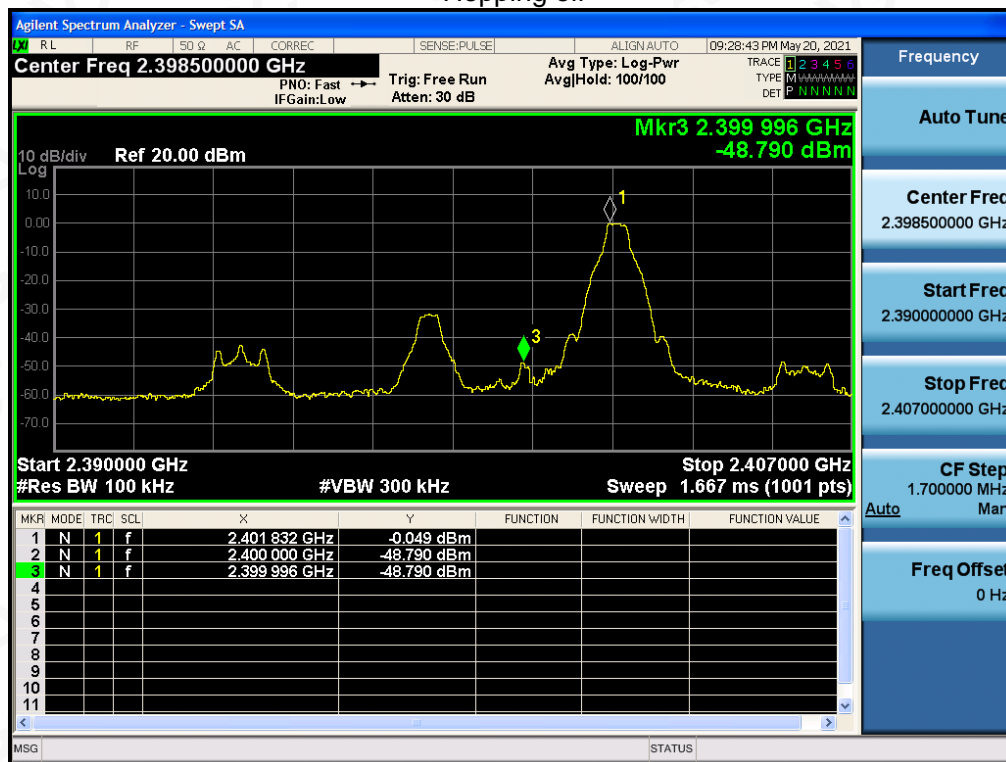 Agilent Spectrum Analyzer - Swept SA
LXI RL RF 50 Ω AC CORREC SENSE:PULSE ALIGN AUTO 09:28:43 PM May 20, 2021
Center Freq 2.398500000 GHz
PNO: Fast
IFGain:Low
Trig: Free Run
Atten: 30 dB
Avg Type: Log-Pwr
Avg|Hold: 100/100
TRACE 1 2 3 4 5 6
TYPE M
DET P N N N N N
Mkr3 2.399 996 GHz
-48.790 dBm
10 dB/div Ref 20.00 dBm
Log
10.0
0.00
-10.0
-20.0
-30.0
-40.0
-50.0
-60.0
-70.0
1
3
Start 2.390000 GHz Stop 2.407000 GHz
#Res BW 100 kHz #VBW 300 kHz Sweep 1.667 ms (1001 pts)
MKR MODE TRC SCL X Y FUNCTION FUNCTION WIDTH FUNCTION VALUE
1 N 1 f 2.401 832 GHz -0.049 dBm
2 N 1 f 2.400 000 GHz -48.790 dBm
3 N 1 f 2.399 996 GHz -48.790 dBm
4
5
6
7
8
9
10
11
MSG STATUS
Frequency
Auto Tune
Center Freq
2.398500000 GHz
Start Freq
2.390000000 GHz
Stop Freq
2.407000000 GHz
CF Step
1.700000 MHz
Auto Man
Freq Offset
0 Hz